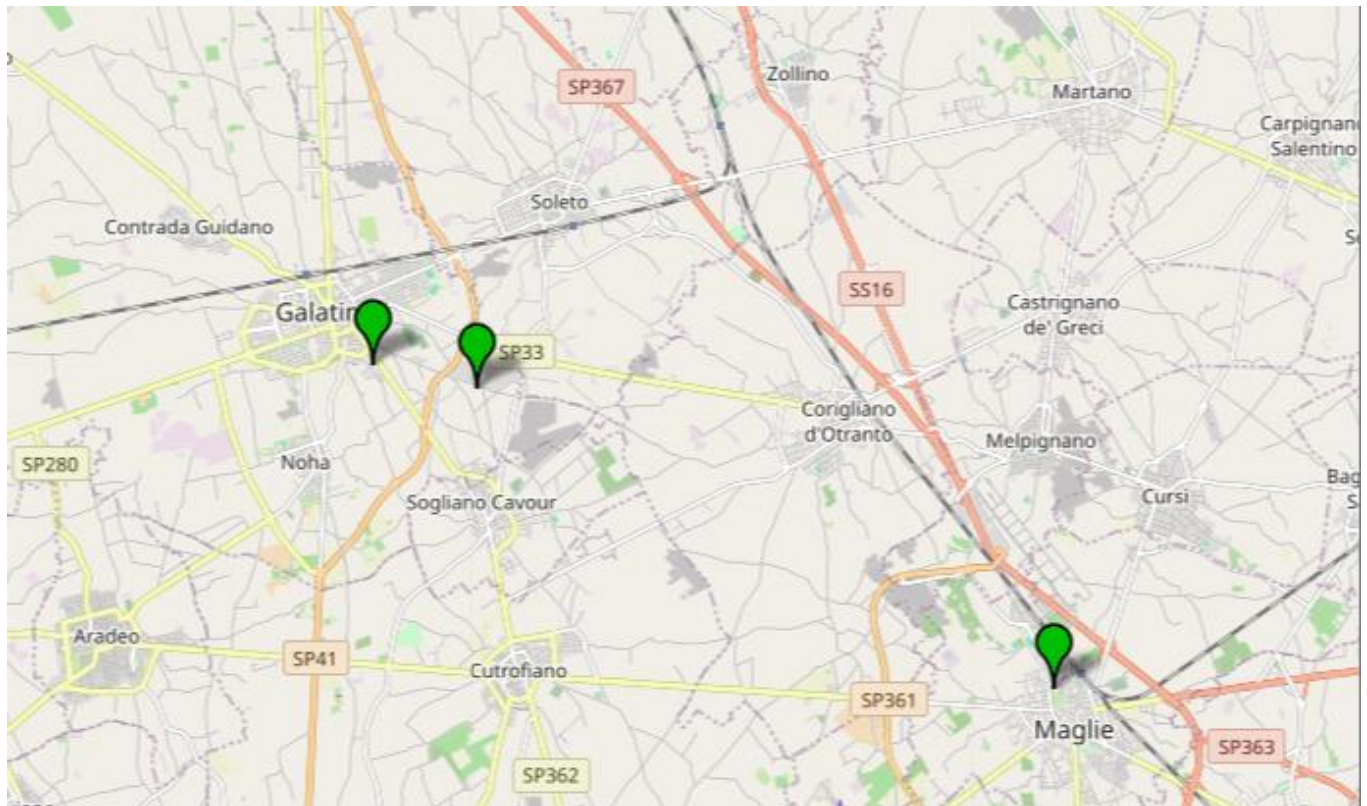 Zollino
SP367
Martano
Carpignano
Salentino
Soleto
Contrada Guidano
SS16
Castrignano
de' Greci
Galatin
SP33
Corigliano
d'Otranto
Melpignano
Noha
SP280
Cursi
Sogliano Cavour
Aradeo
SP41
Cutrofiano
SP361
Maglie
SP363
SP362